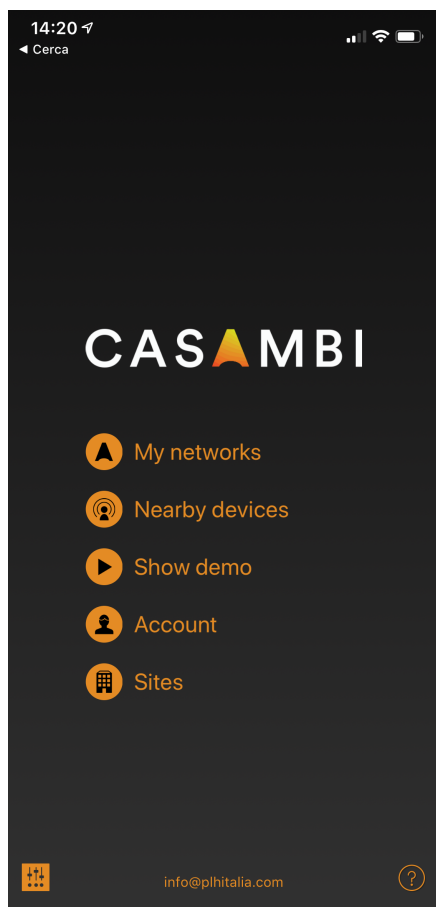 14:20
◀ Cerca
CASAMBI
My networks
Nearby devices
Show demo
Account
Sites
info@plhitalia.com
?